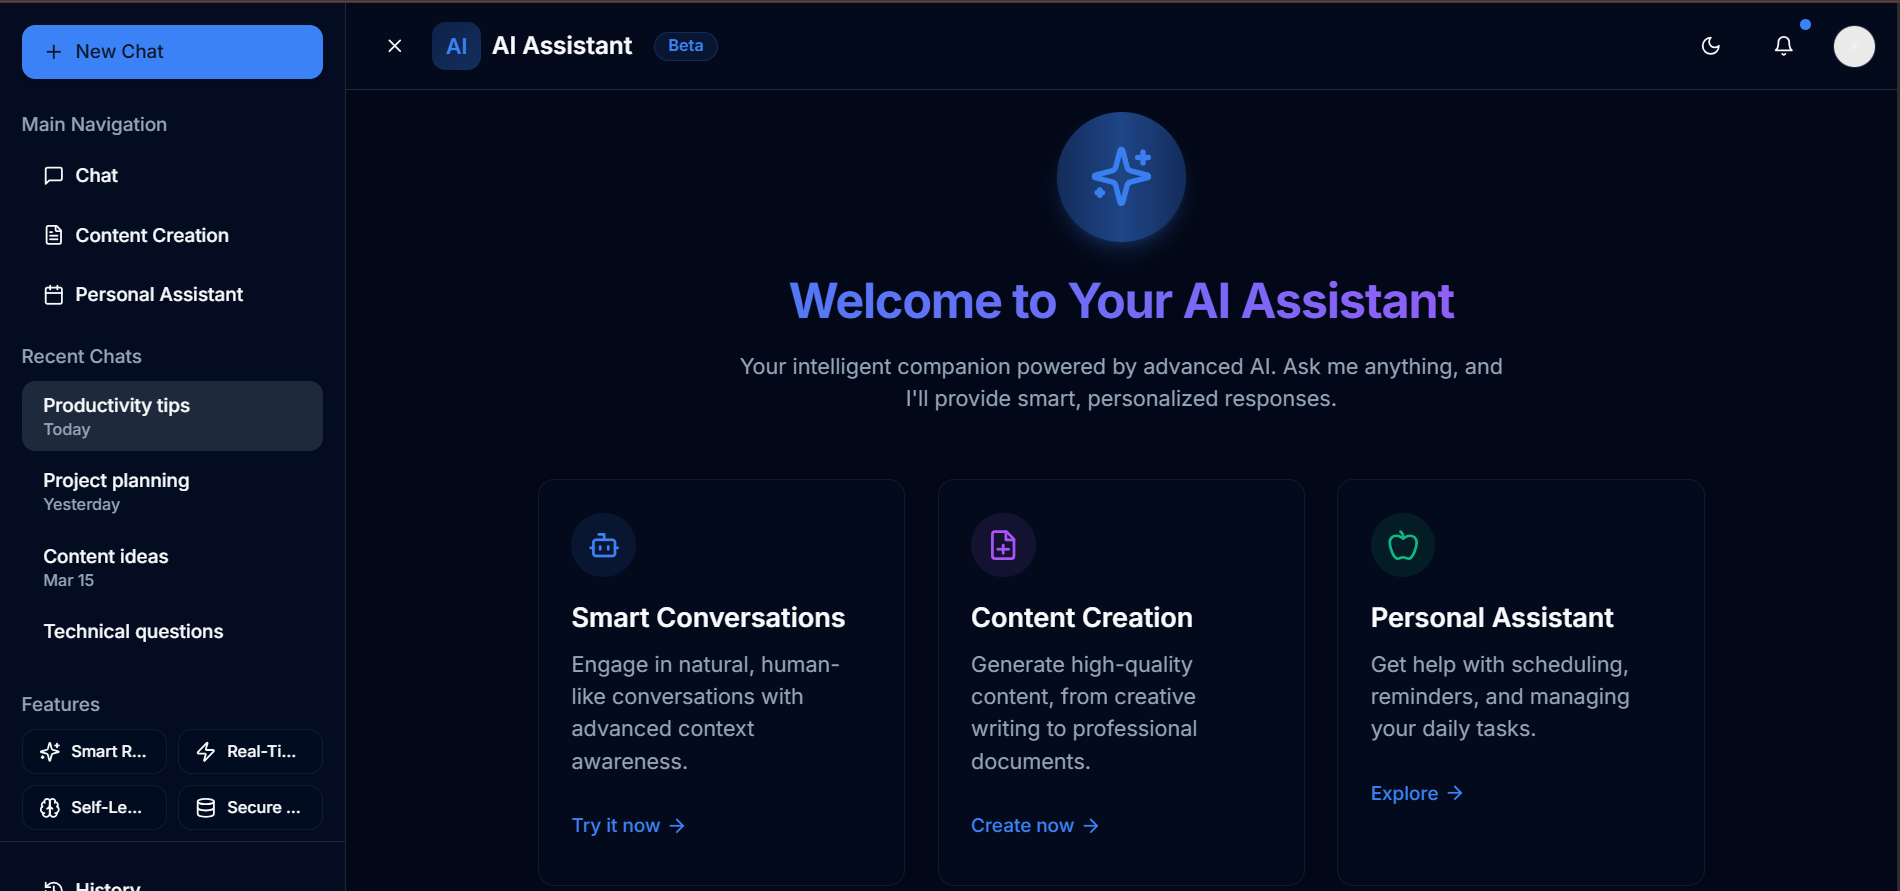 New Chat
Main Navigation
Chat
Content Creation
Personal Assistant
Recent Chats
Productivity tips
Today
Project planning
Yesterday
Content ideas
Mar 15
Technical questions
Features
Smart R...
Real-Ti...
Self-Le...
Secure ...
History
AI
AI Assistant
Beta
Welcome to Your AI Assistant
Your intelligent companion powered by advanced AI. Ask me anything, and
I'll provide smart, personalized responses.
Smart Conversations
Engage in natural, human-
like conversations with
advanced context
awareness.
Try it now
Content Creation
Generate high-quality
content, from creative
writing to professional
documents.
Create now
Personal Assistant
Get help with scheduling,
reminders, and managing
your daily tasks.
Explore